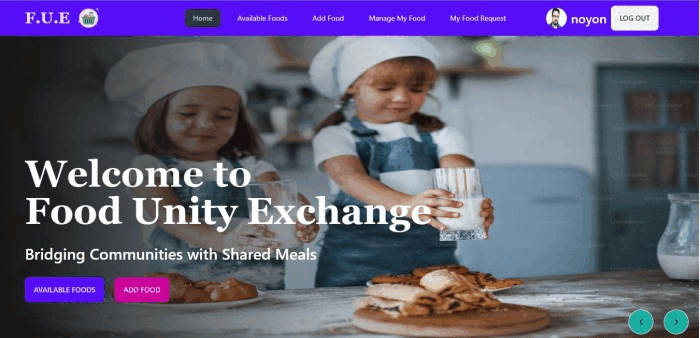 F.U.E
Home Available Foods Add Food Manage My Food My Food Request noyon LOG OUT
Welcome to
Food Unity Exchange
Bridging Communities with Shared Meals
AVAILABLE FOODS ADD FOOD